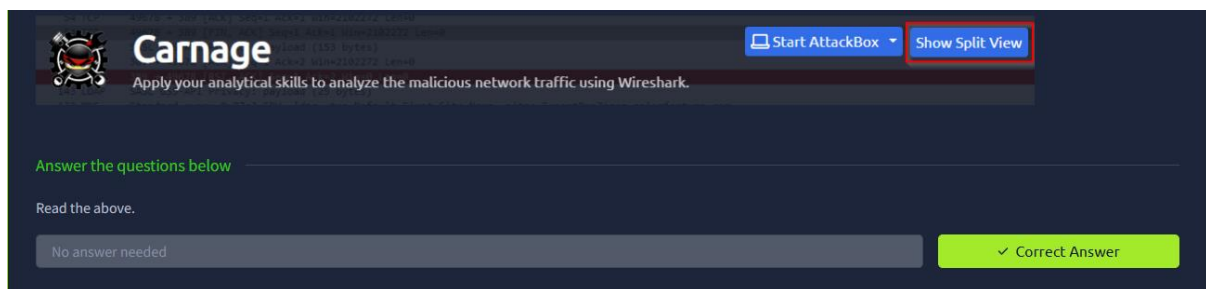 Carnage
Start AttackBox
Show Split View
Apply your analytical skills to analyze the malicious network traffic using Wireshark.
Answer the questions below
Read the above.
No answer needed
✓ Correct Answer